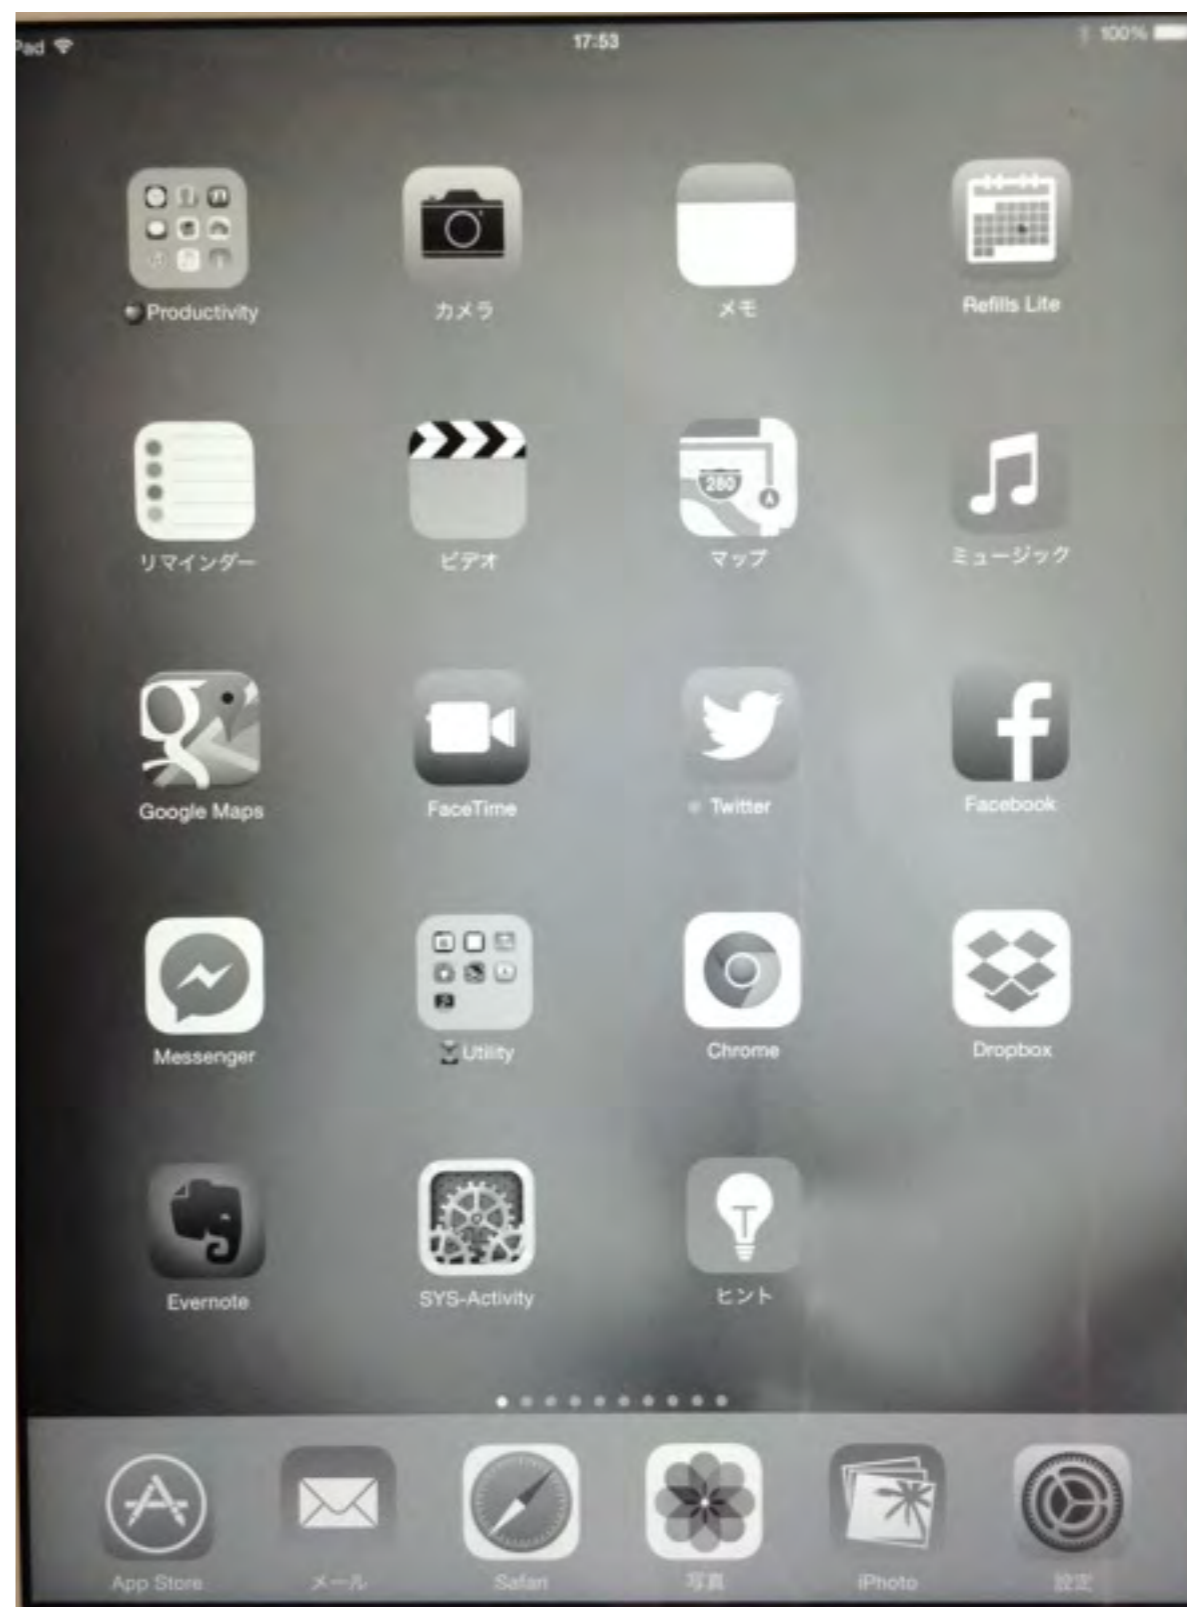 Pad 17:53 100%
Productivity カメラ メモ Refills Lite
280
リマインダー ビデオ マップ ミュージック
Google Maps FaceTime Twitter Facebook
Messenger Utility Chrome Dropbox
Evernote SYS-Activity ヒント
App Store メール Safari 写真 iPhoto 設定